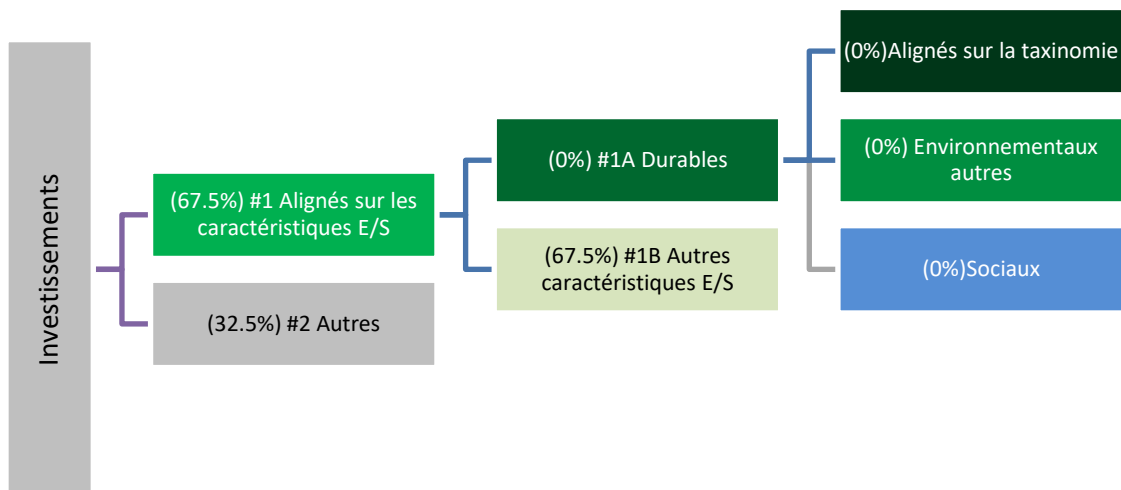 Investissements
(67.5%) #1 Alignés sur les
caractéristiques E/S
(32.5%) #2 Autres
(0%) #1A Durables
(67.5%) #1B Autres
caractéristiques E/S
(0%)Alignés sur la taxinomie
(0%) Environnementaux
autres
(0%)Sociaux